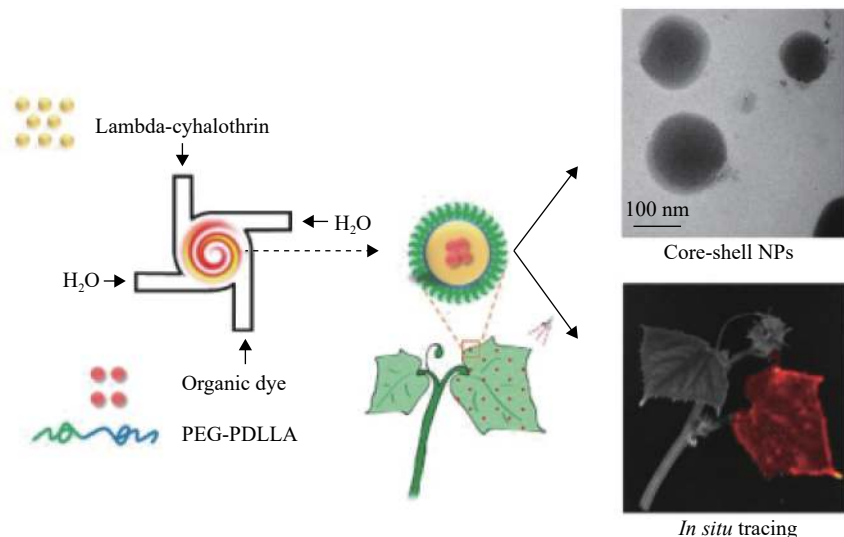 Lambda-cyhalothrin
H₂O
H₂O
Organic dye
PEG-PDLLA
100 nm
Core-shell NPs
In situ tracing